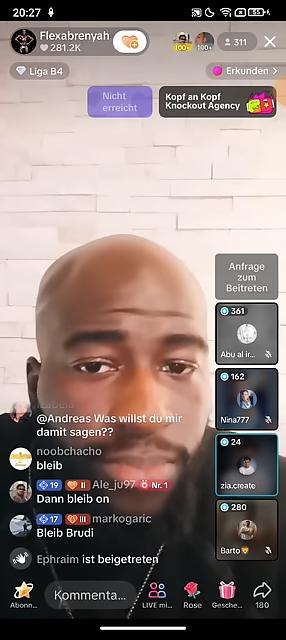 20:27
55
Flexabrenyah
281.2K
100+
100+
311
Liga B4
Erkunden
Nicht
erreicht
Kopf an Kopf
Knockout Agency
Anfrage
zum
Beitreten
361
Abu al ir...
162
Nina777
24
zia.create
280
Barto
@Andreas Was willst du mir
damit sagen??
noobchacho
bleib
19 II Ale_ju97 Nr. 1
Dann bleib on
17 III markogaric
Bleib Brudi
Ephraim ist beigetreten
Abonn...
Kommenta...
LIVE mi...
Rose
Gesche...
180